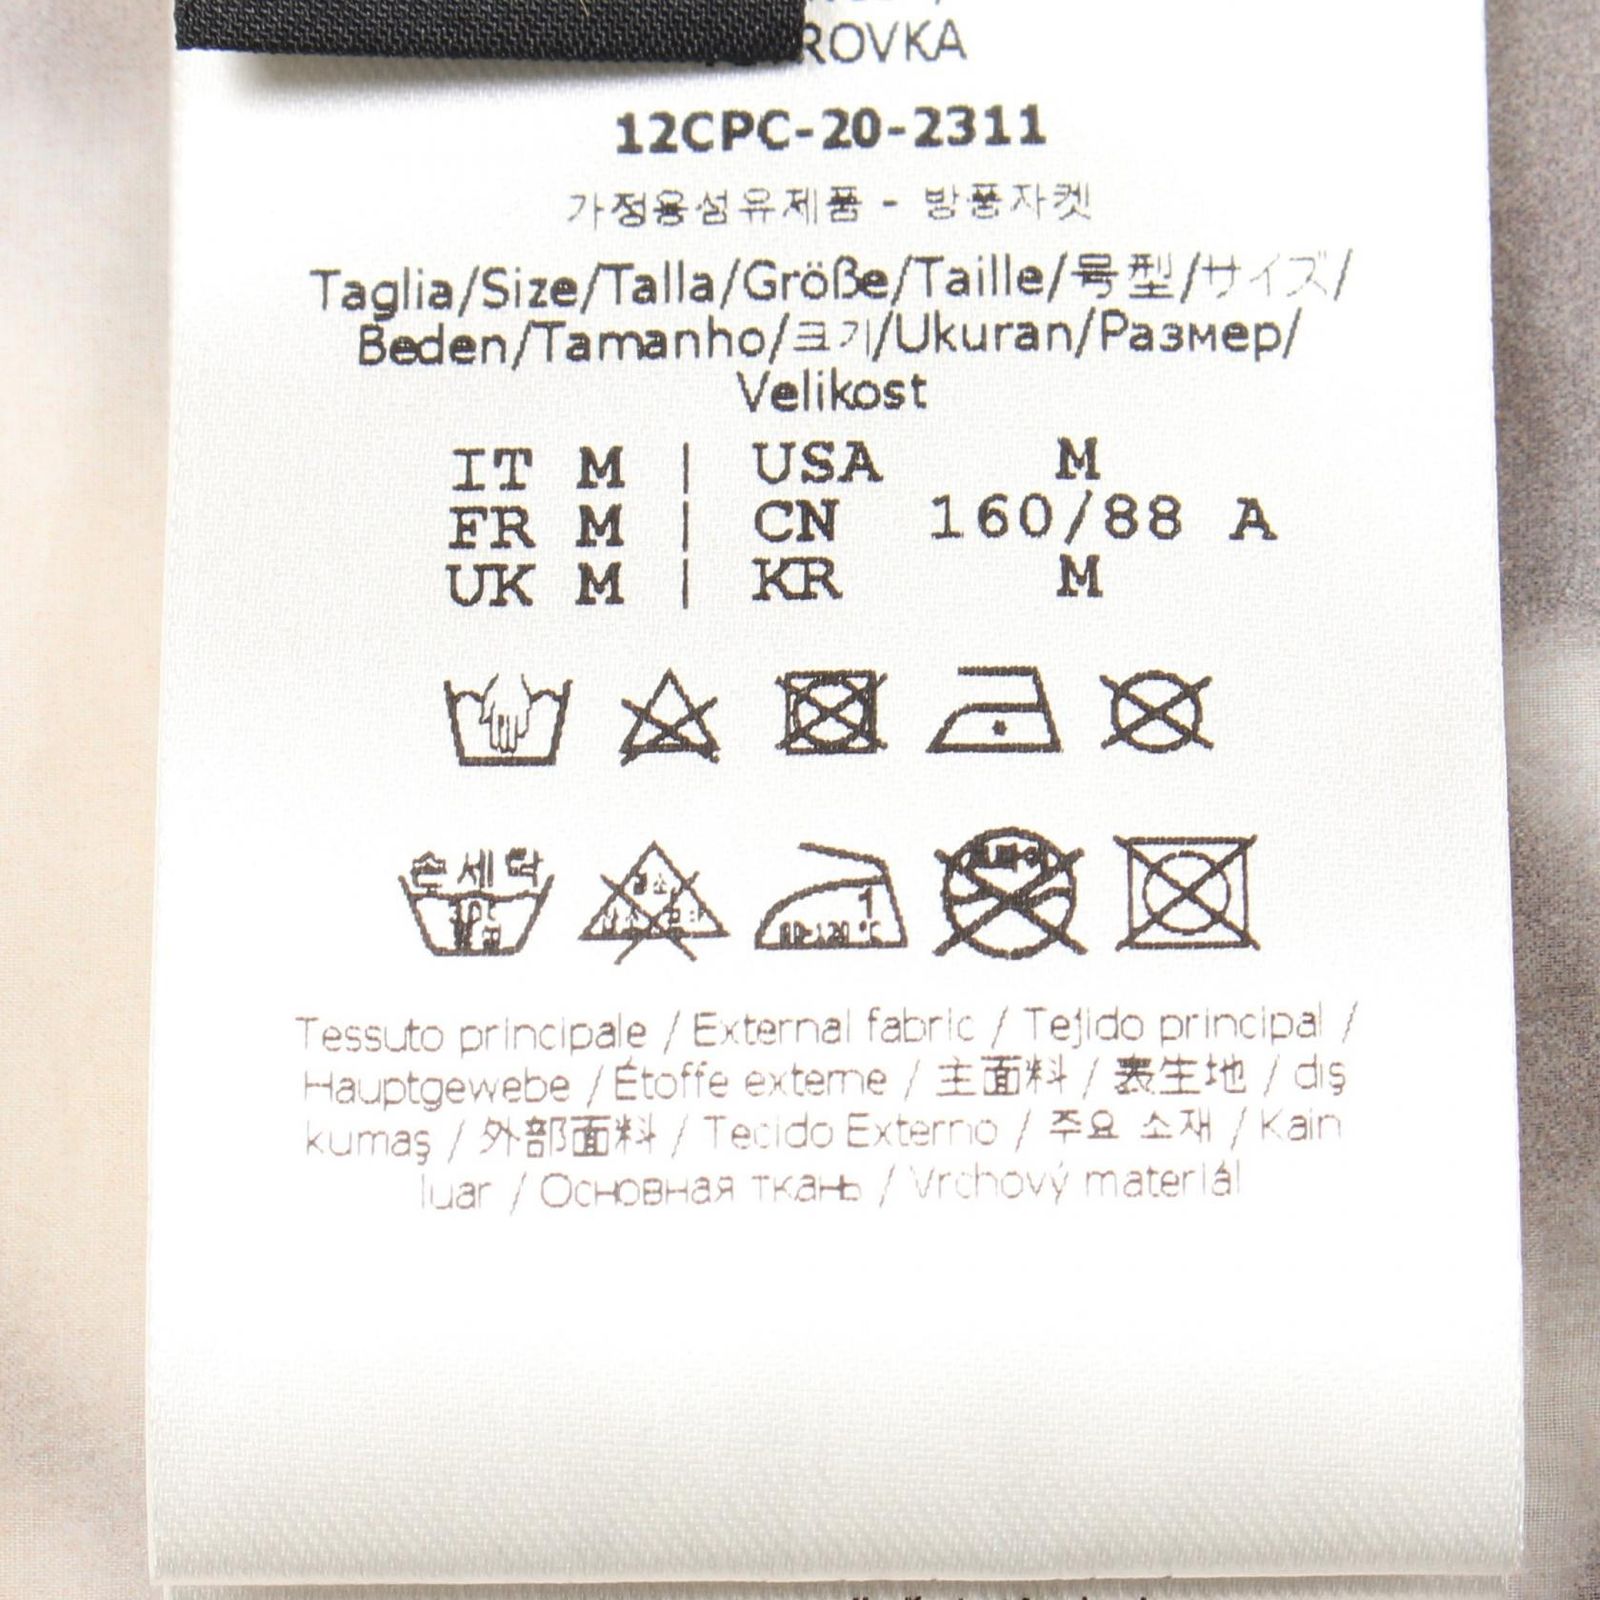 ROVKA
12CPC-20-2311
가정용섬유제품 - 방풍자켓
Taglia/Size/Talla/Größe/Taille/号型/サイズ/
Beden/Tamanho/크기/Ukuran/Размер/
Velikost
IT M | USA M
FR M | CN 160/88 A
UK M | KR M
손세탁
1
80-120 °C
Tessuto principale / External fabric / Tejido principal /
Hauptgewebe / Étoffe externe / 主面料 / 表生地 / dış
kumaş / 外部面料 / Tecido Externo / 주요 소재 / Kain
luar / Основная ткань / Vrchový materiál